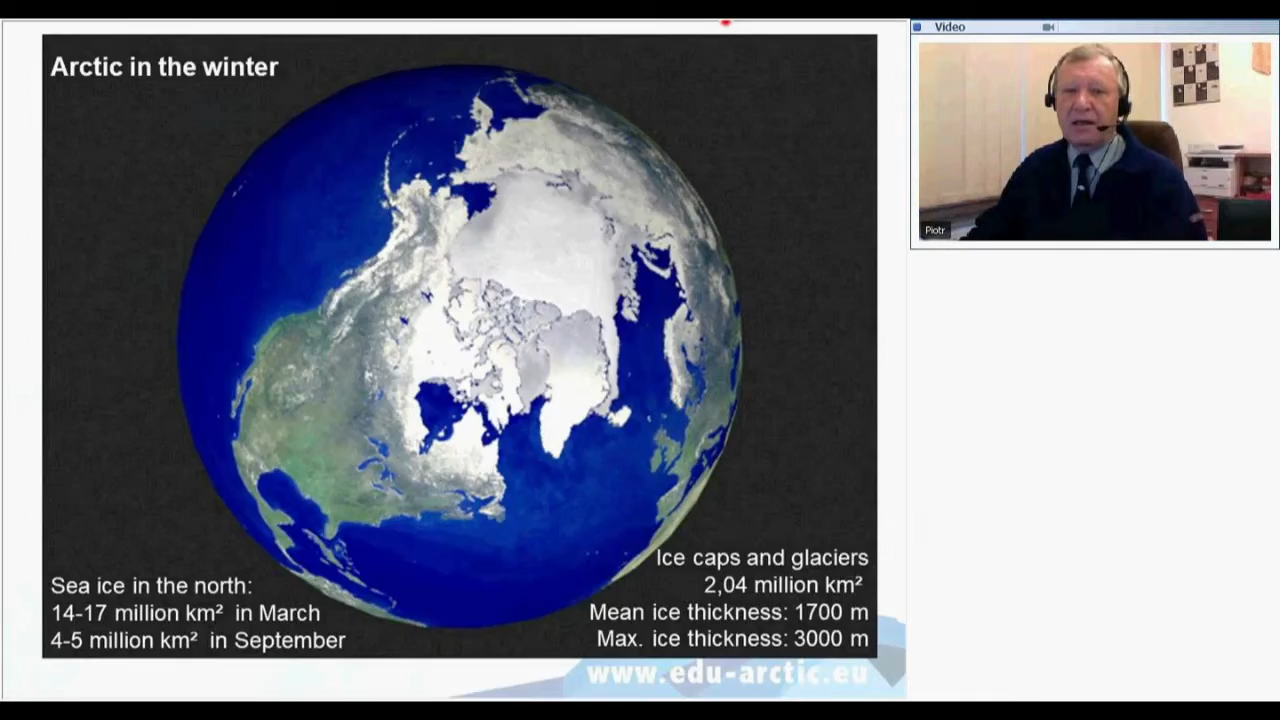 Arctic in the winter
Sea ice in the north:
14-17 million km² in March
4-5 million km² in September
Ice caps and glaciers
2,04 million km²
Mean ice thickness: 1700 m
Max. ice thickness: 3000 m
www.edu-arctic.eu
Video
Piotr